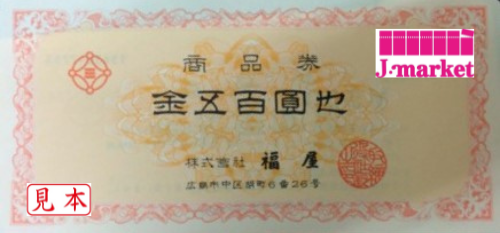 商品券
J·market
金五百圓也
株式會社 福屋
広島市中区胡町6番26号
見本